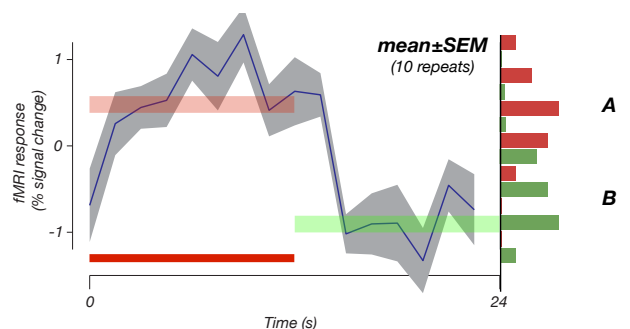 mean±SEM
(10 repeats)
fMRI response
(% signal change)
1
0
-1
A
B
0
24
Time (s)